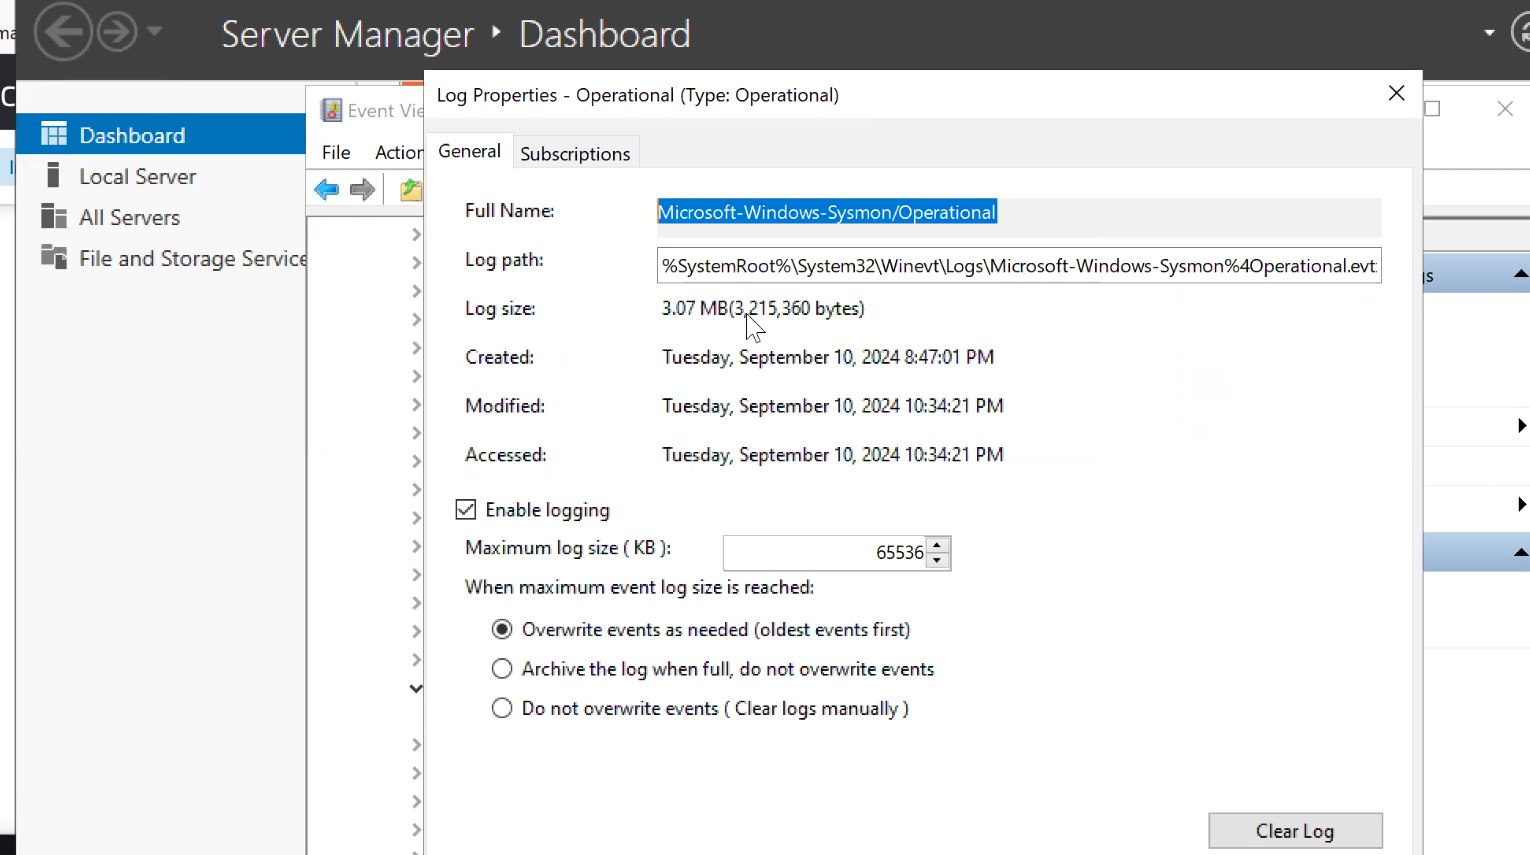 Server Manager ‣ Dashboard
Dashboard
Local Server
All Servers
File and Storage Service
Event Vie
File Action
Log Properties - Operational (Type: Operational)
General Subscriptions
Full Name: Microsoft-Windows-Sysmon/Operational
Log path: %SystemRoot%\System32\Winevt\Logs\Microsoft-Windows-Sysmon%4Operational.evt
Log size: 3.07 MB(3,215,360 bytes)
Created: Tuesday, September 10, 2024 8:47:01 PM
Modified: Tuesday, September 10, 2024 10:34:21 PM
Accessed: Tuesday, September 10, 2024 10:34:21 PM
Enable logging
Maximum log size ( KB ): 65536
When maximum event log size is reached:
Overwrite events as needed (oldest events first)
Archive the log when full, do not overwrite events
Do not overwrite events ( Clear logs manually )
Clear Log